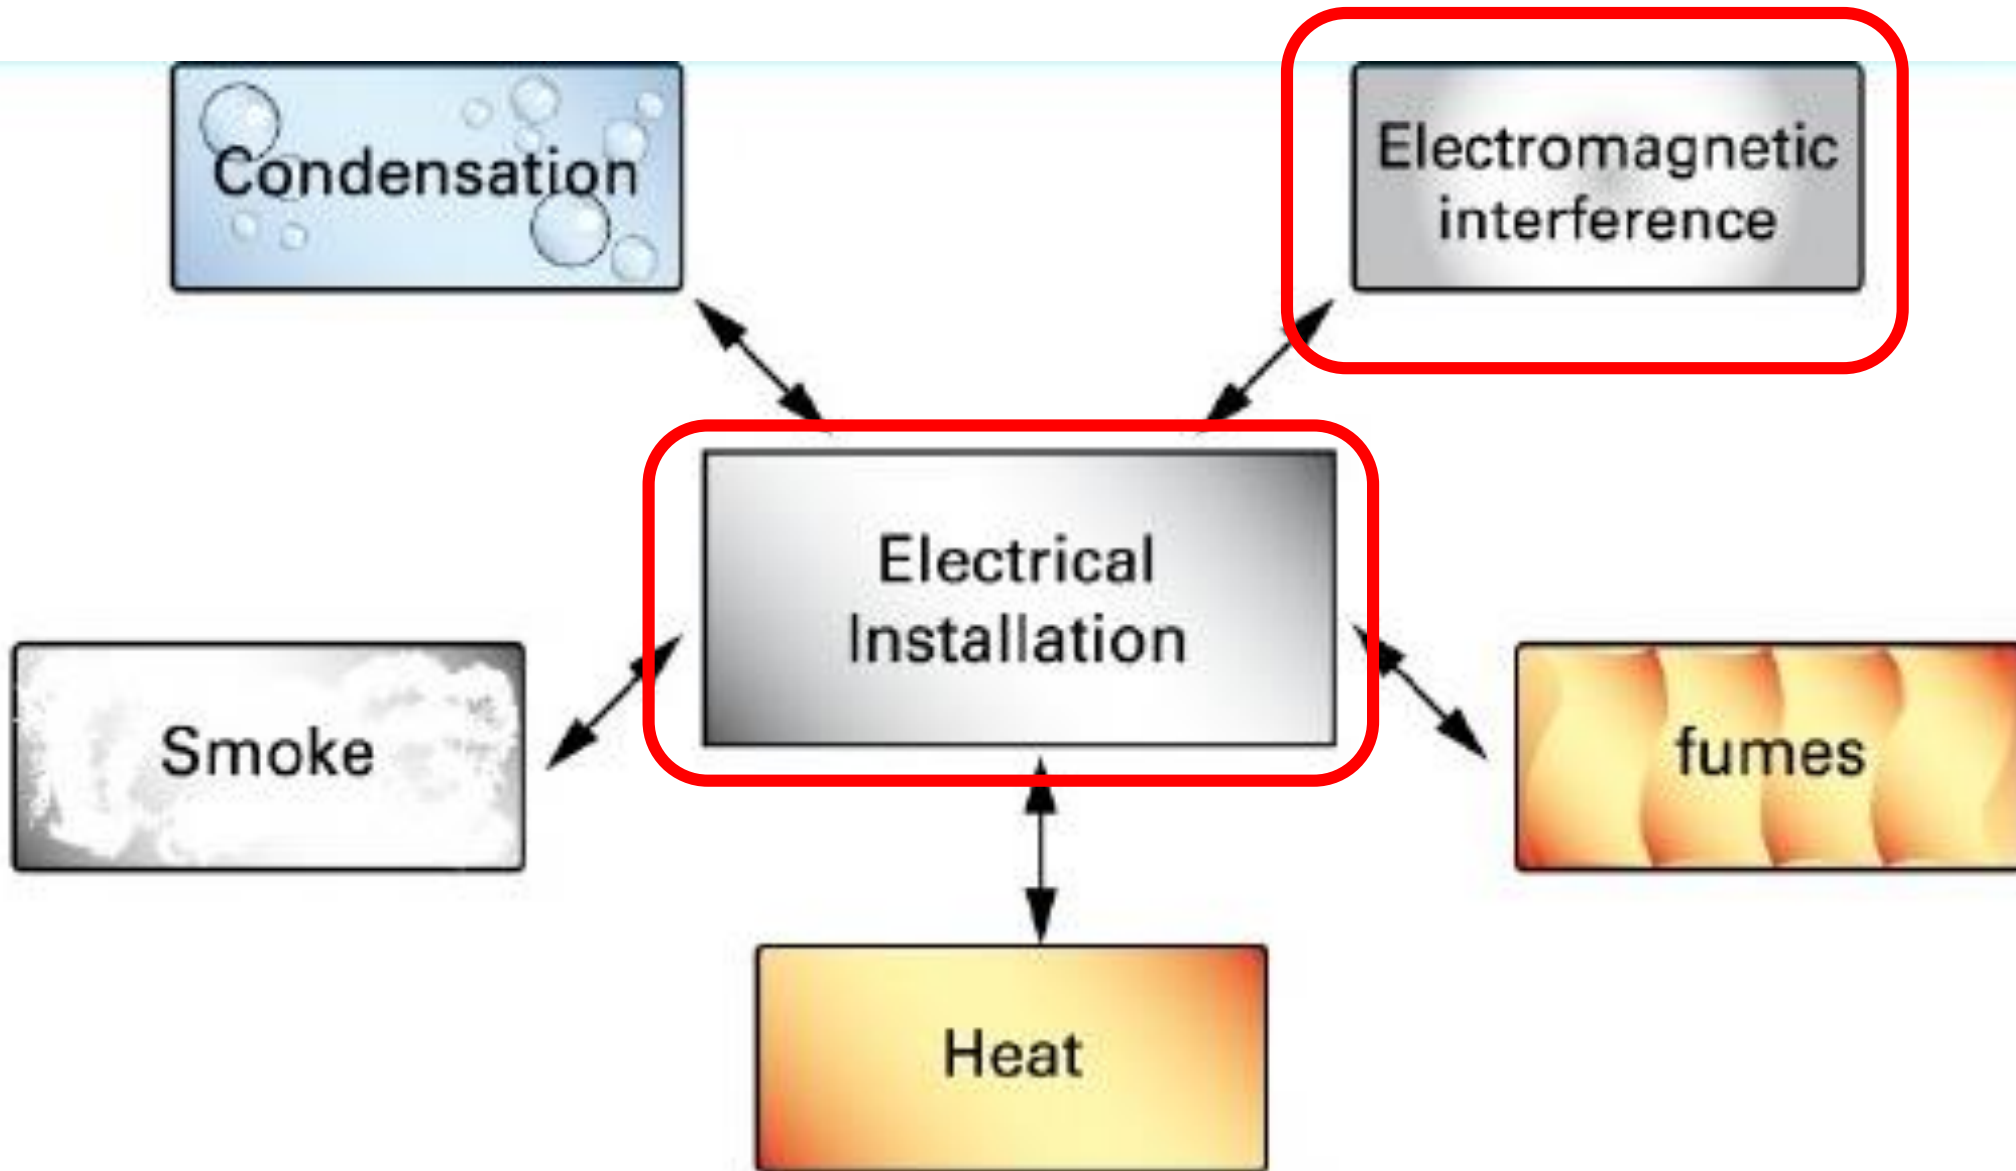 Condensation
Electromagnetic
interference
Electrical
Installation
Smoke
fumes
Heat